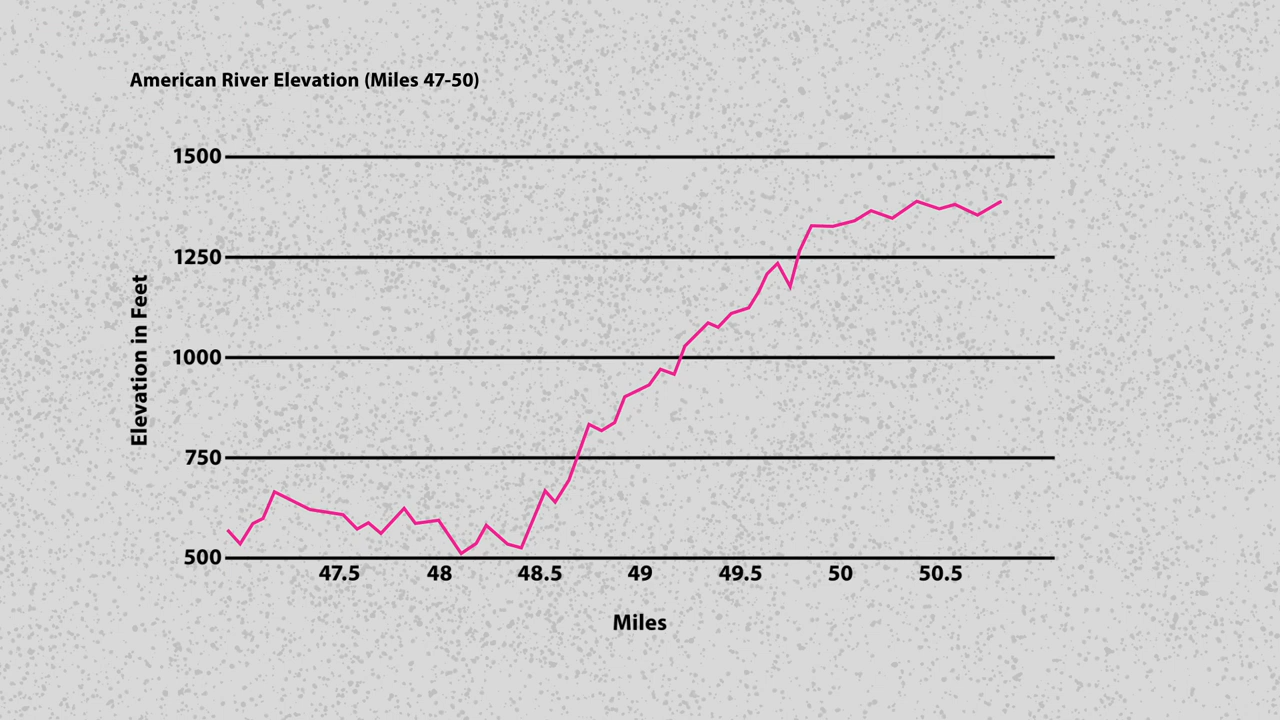 American River Elevation (Miles 47-50)
1500
1250
1000
750
500
Elevation in Feet
47.5 48 48.5 49 49.5 50 50.5
Miles